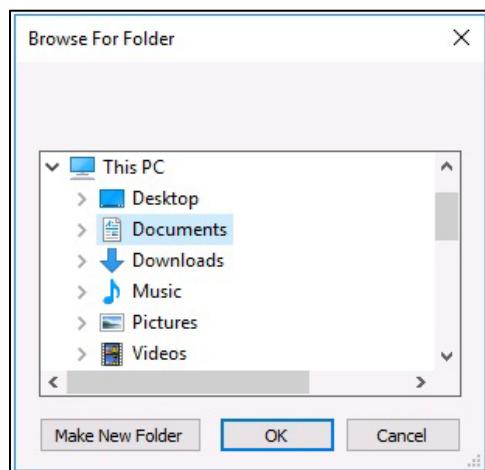 Browse For Folder
This PC
Desktop
Documents
Downloads
Music
Pictures
Videos
Make New Folder
OK
Cancel